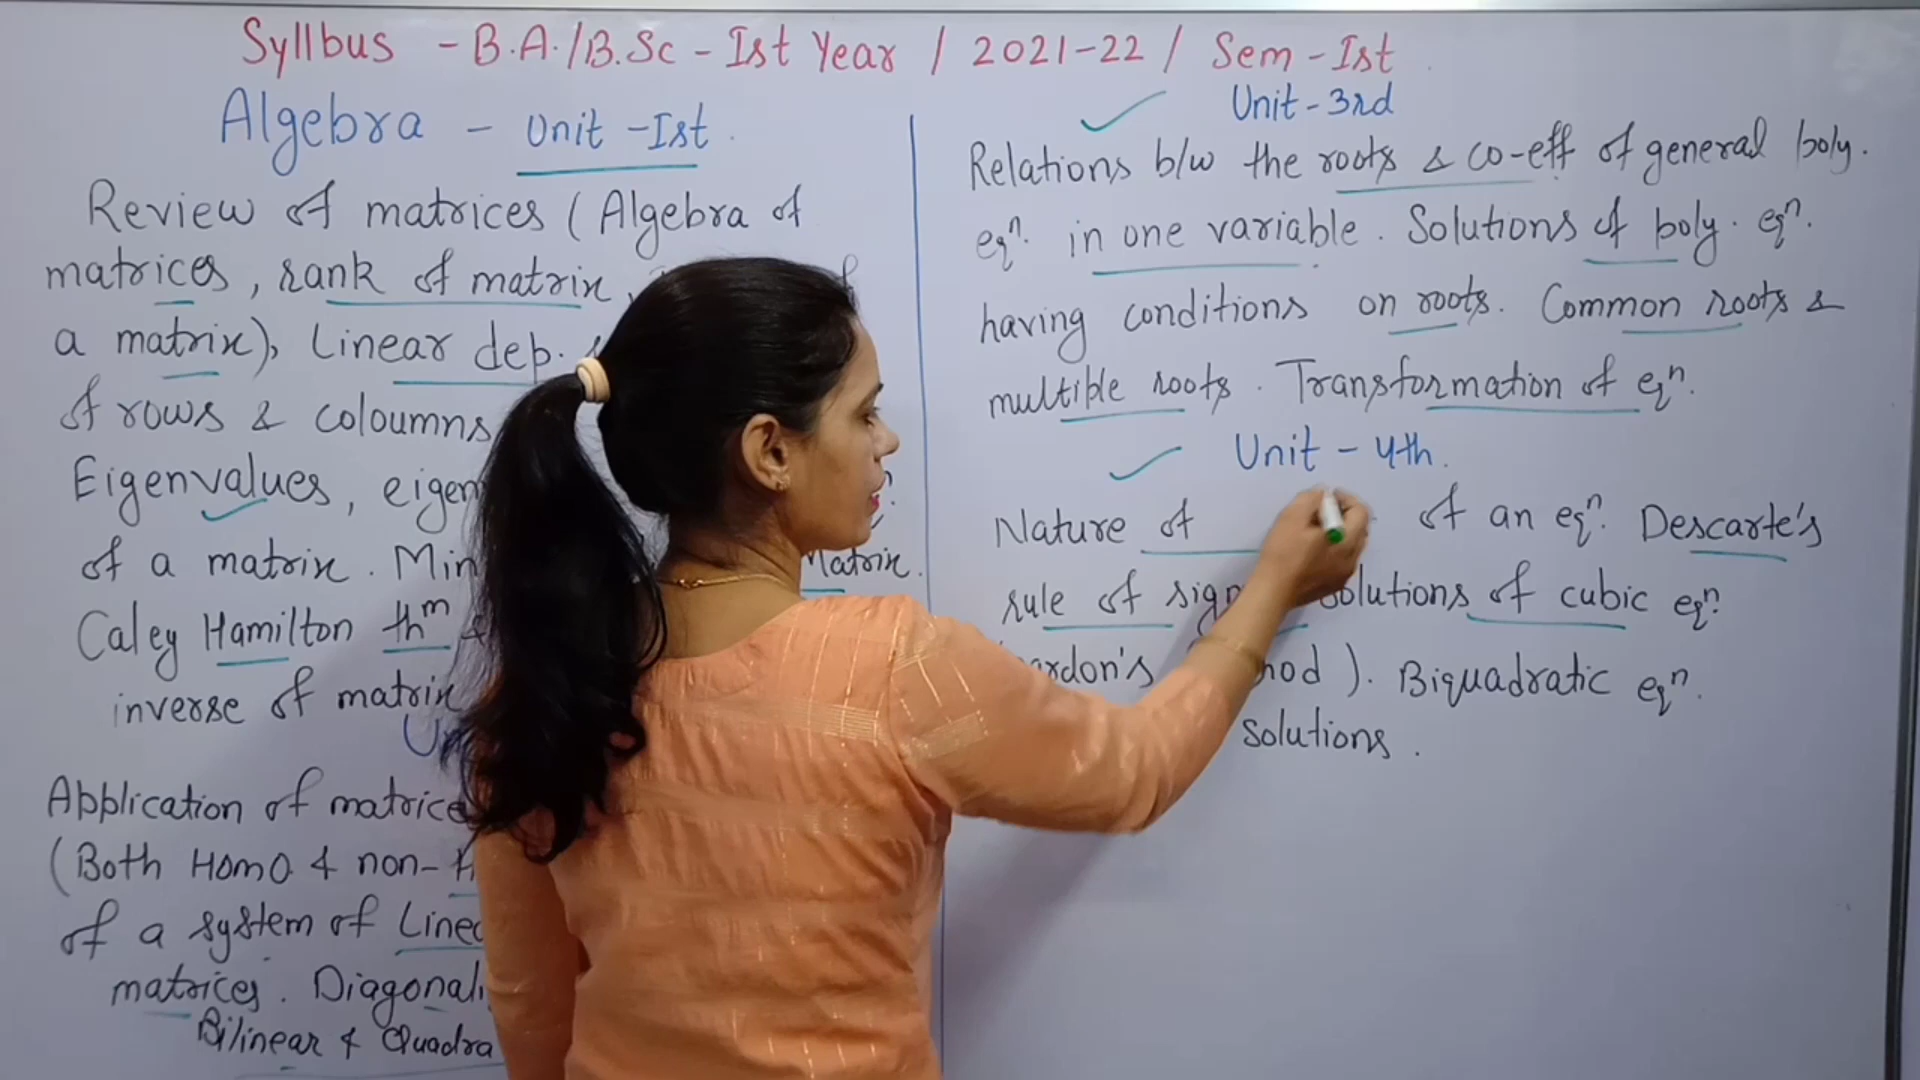 Syllbus - B.A./B.Sc - Ist Year / 2021-22 / Sem - Ist
Algebra - Unit - Ist
Review of matrices (Algebra of
matrices, rank of matrix,
a matrix), Linear dep.
of rows & coloumns
Eigenvalues, eigen
of a matrix. Min Matrix.
Caley Hamilton thm &
inverse of matrix
Un
Application of matrice
(Both Homo & non-H
of a system of Linea
matrices. Diagonali
Bilinear & Quadra
Unit - 3rd
Relations b/w the roots & co-eff of general poly.
eqn. in one variable. Solutions of poly. eqn.
having conditions on roots. Common roots &
multiple roots. Transformation of eqn.
Unit - 4th.
Nature of of an eqn. Descarte's
rule of sign solutions of cubic eqn.
ardon's hod). Biquadratic eqn.
solutions.